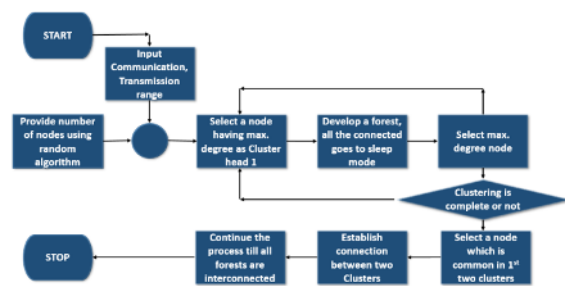 START
Input
Communication,
Transmission
range
Provide number
of nodes using
random
algorithm
Select a node
having max.
degree as Cluster
head 1
Develop a forest,
all the connected
goes to sleep
mode
Select max.
degree node
Clustering is
complete or not
Select a node
which is
common in 1st
two clusters
Establish
connection
between two
Clusters
Continue the
process till all
forests are
interconnected
STOP